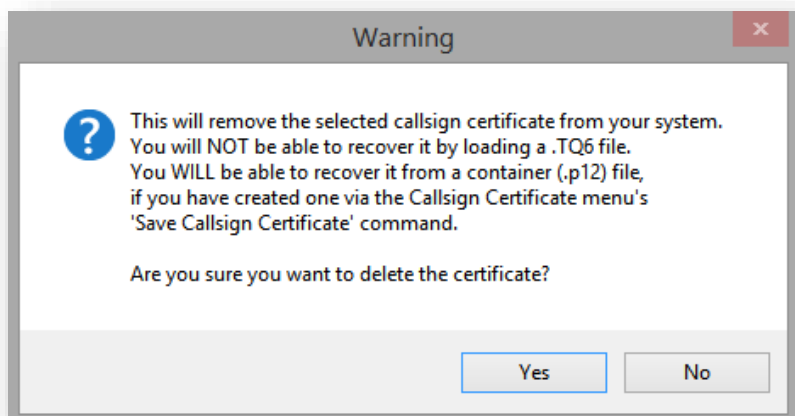 Warning
This will remove the selected callsign certificate from your system.
You will NOT be able to recover it by loading a .TQ6 file.
You WILL be able to recover it from a container (.p12) file,
if you have created one via the Callsign Certificate menu's
'Save Callsign Certificate' command.
Are you sure you want to delete the certificate?
Yes No